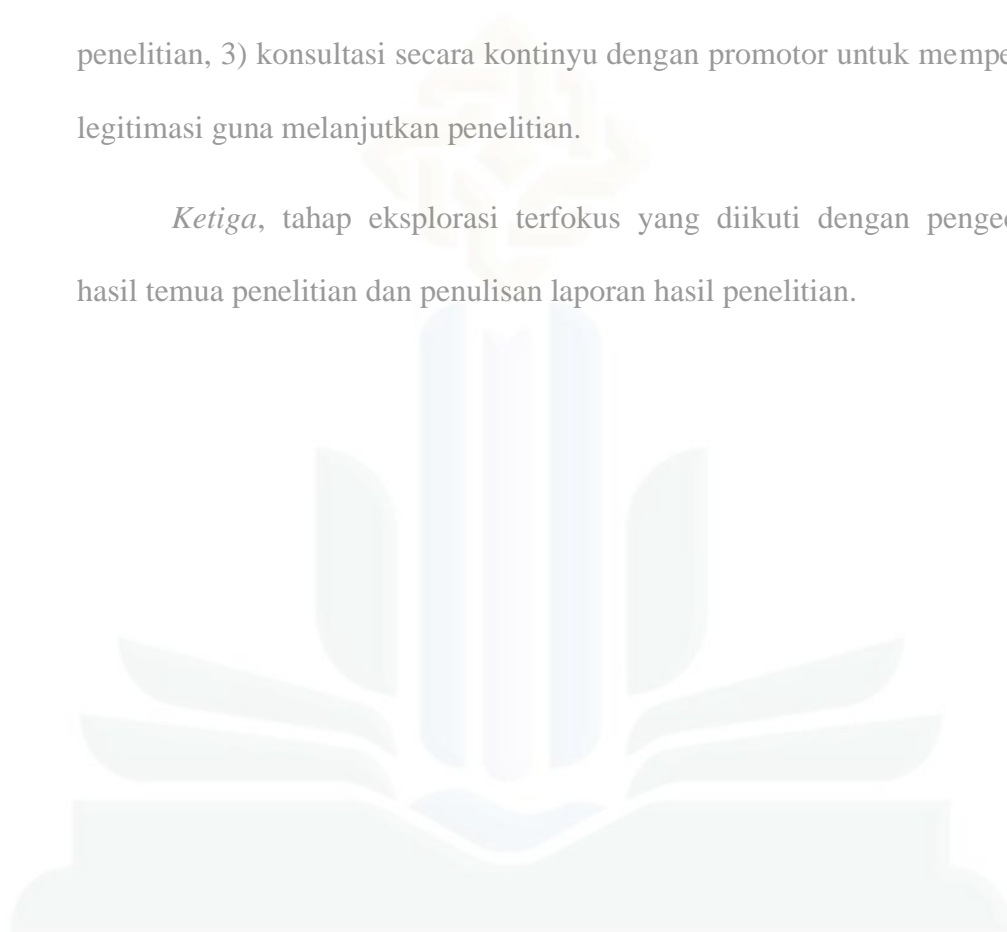 penelitian, 3) konsultasi secara kontinyu dengan promotor untuk mempe
legitimasi guna melanjutkan penelitian.
Ketiga, tahap eksplorasi terfokus yang diikuti dengan penge
hasil temua penelitian dan penulisan laporan hasil penelitian.